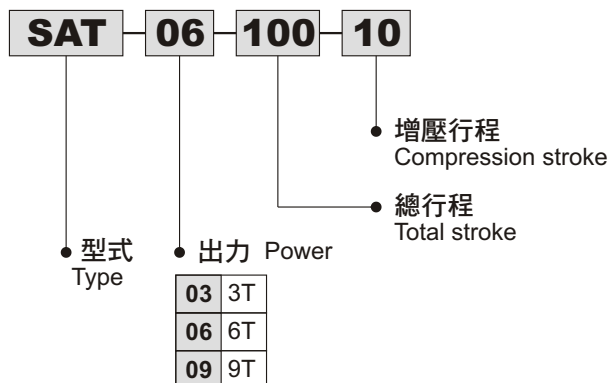 SAT-06-100-10
增壓行程
Compression stroke
總行程
Total stroke
型式
Type
出力 Power
03 3T
06 6T
09 9T